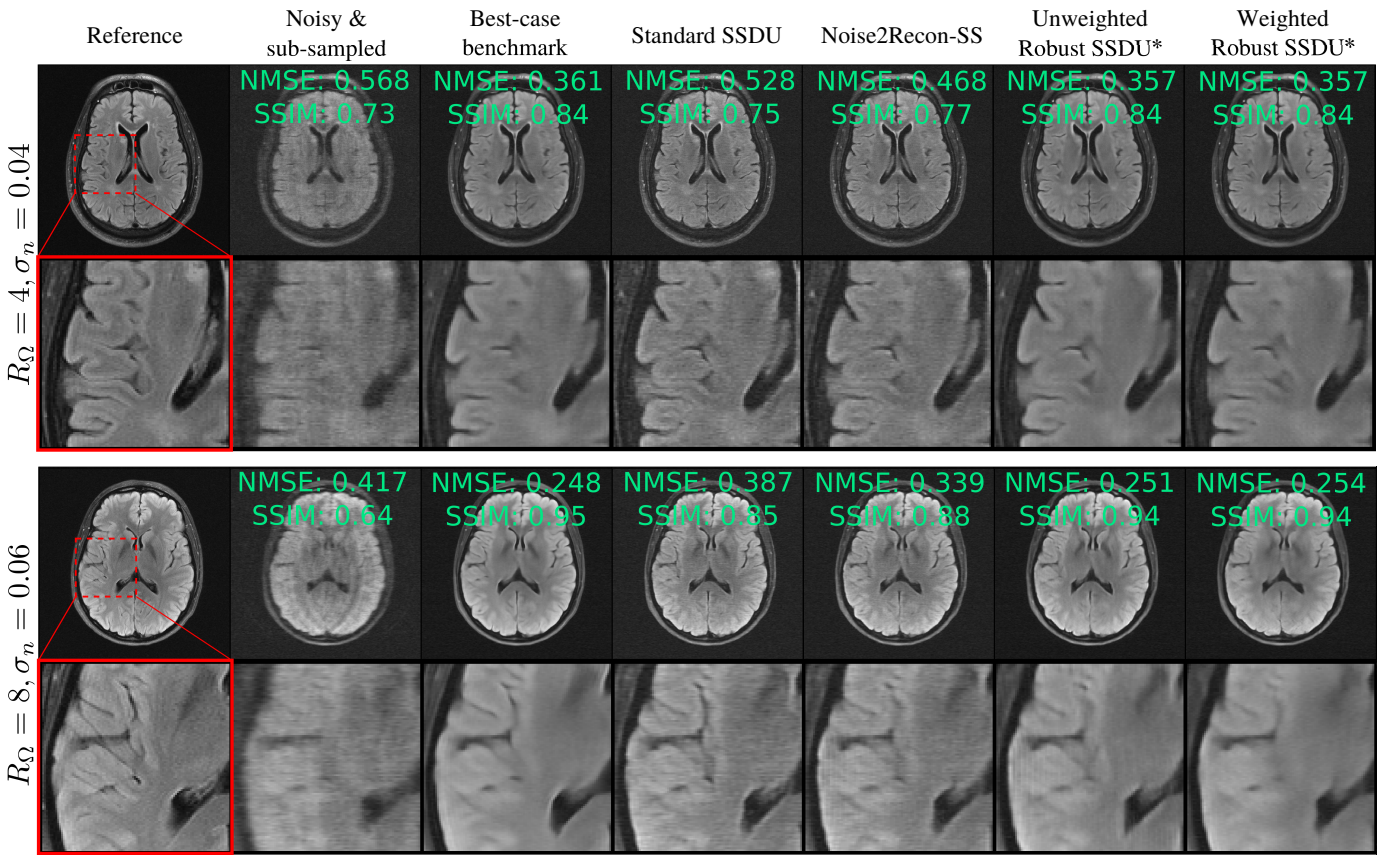 Reference
Noisy &
sub-sampled
Best-case
benchmark
Standard SSDU
Noise2Recon-SS
Unweighted
Robust SSDU*
Weighted
Robust SSDU*
R_Ω = 4, σ_n = 0.04
NMSE: 0.568
SSIM: 0.73
NMSE: 0.361
SSIM: 0.84
NMSE: 0.528
SSIM: 0.75
NMSE: 0.468
SSIM: 0.77
NMSE: 0.357
SSIM: 0.84
NMSE: 0.357
SSIM: 0.84
R_Ω = 8, σ_n = 0.06
NMSE: 0.417
SSIM: 0.64
NMSE: 0.248
SSIM: 0.95
NMSE: 0.387
SSIM: 0.85
NMSE: 0.339
SSIM: 0.88
NMSE: 0.251
SSIM: 0.94
NMSE: 0.254
SSIM: 0.94